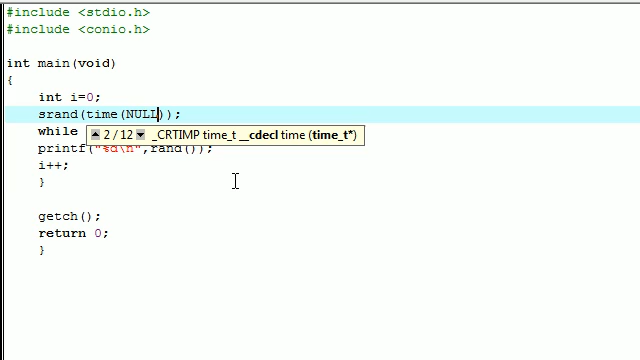 #include <stdio.h>
#include <conio.h>
int main(void)
{
int i=0;
srand(time(NULL));
while
2 / 12 _CRTIMP time_t __cdecl time (time_t*)
printf("%d\n",rand());
i++;
}
getch();
return 0;
}